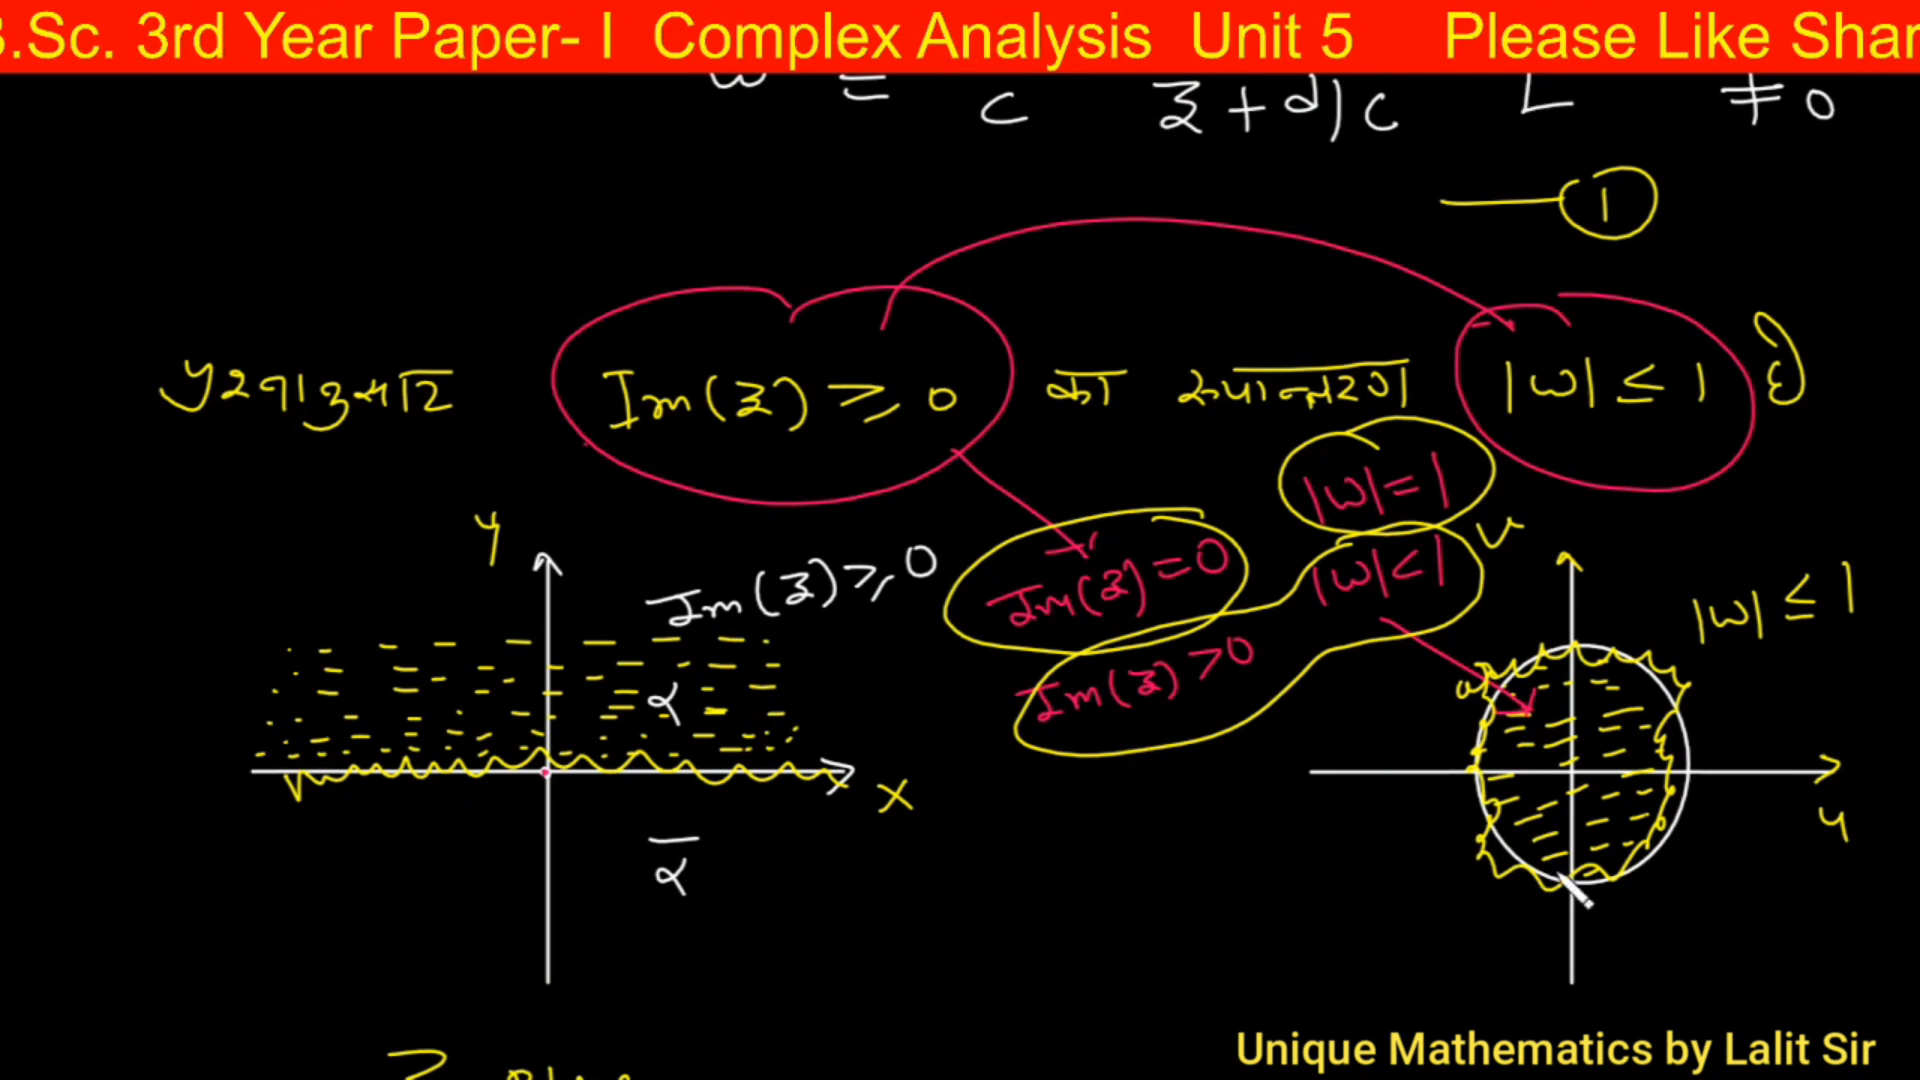 B.Sc. 3rd Year Paper- I Complex Analysis Unit 5 Please Like Shar
w = c z + d/c ≠ 0
1
प्रश्नानुसार Im(z) ≥ 0 का रूपान्तरण |w| ≤ 1 है
|w| = 1
y Im(z) ≥ 0 Im(z) = 0 |w| < 1 v |w| ≤ 1
Im(z) > 0
α
x
u
ᾱ
Unique Mathematics by Lalit Sir